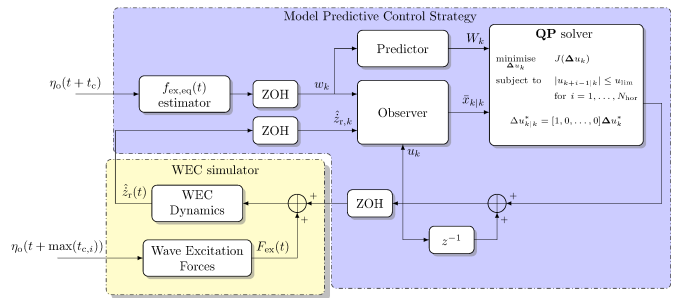 Model Predictive Control Strategy
QP solver
Predictor
W_k
minimise J(Δu_k)
Δu_k
subject to |u_{k+i−1|k}| ≤ u_lim
for i = 1, . . . , N_hor
Δu*_{k|k} = [1, 0, . . . , 0]Δu*_k
η_o(t + t_c)
f_{ex,eq}(t)
estimator
ZOH
w_k
Observer
x̄_{k|k}
ZOH
ẑ̇_{r,k}
u_k
WEC simulator
ẑ̇_r(t)
WEC
Dynamics
+
+
ZOH
+
+
z^{−1}
η_o(t + max(t_{c,i}))
Wave Excitation
Forces
F_ex(t)